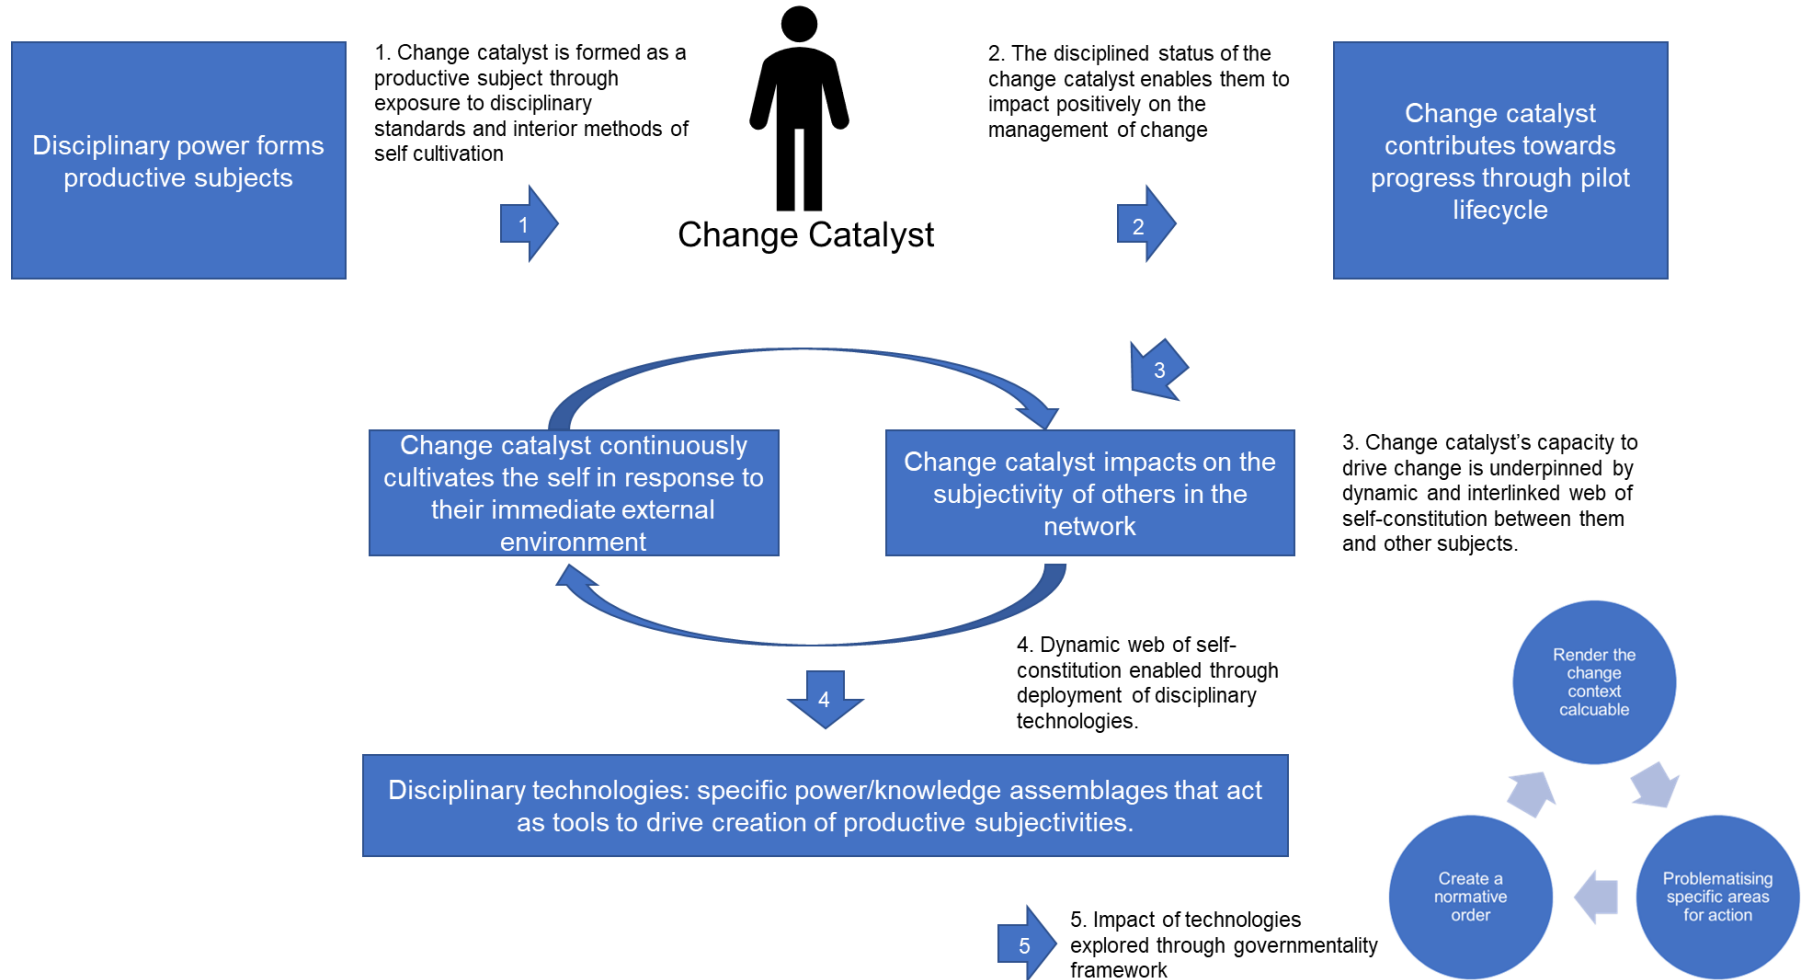 Disciplinary power forms
productive subjects
1. Change catalyst is formed as a
productive subject through
exposure to disciplinary
standards and interior methods of
self cultivation
1
Change Catalyst
2. The disciplined status of the
change catalyst enables them to
impact positively on the
management of change
2
Change catalyst
contributes towards
progress through pilot
lifecycle
3
Change catalyst continuously
cultivates the self in response to
their immediate external
environment
Change catalyst impacts on the
subjectivity of others in the
network
3. Change catalyst's capacity to
drive change is underpinned by
dynamic and interlinked web of
self-constitution between them
and other subjects.
4
4. Dynamic web of self-
constitution enabled through
deployment of disciplinary
technologies.
Disciplinary technologies: specific power/knowledge assemblages that act
as tools to drive creation of productive subjectivities.
5
5. Impact of technologies
explored through governmentality
framework
Render the
change
context
calcuable
Problematising
specific areas
for action
Create a
normative
order